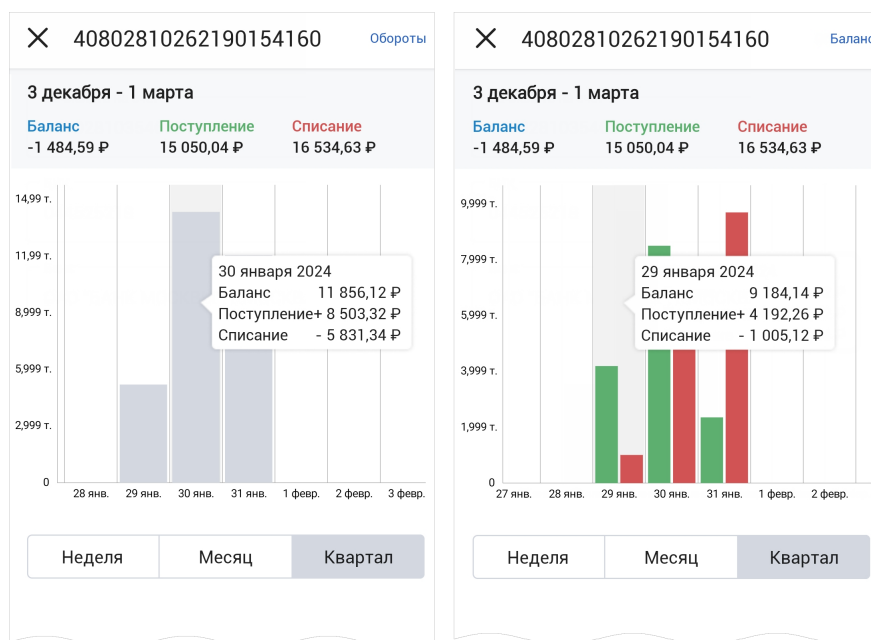 40802810262190154160 Обороты
3 декабря - 1 марта
Баланс Поступление Списание
-1 484,59 ₽ 15 050,04 ₽ 16 534,63 ₽
14,99 т.
11,99 т.
8,999 т.
5,999 т.
2,999 т.
0
30 января 2024
Баланс 11 856,12 ₽
Поступление+ 8 503,32 ₽
Списание - 5 831,34 ₽
28 янв. 29 янв. 30 янв. 31 янв. 1 февр. 2 февр. 3 февр.
Неделя Месяц Квартал
40802810262190154160 Баланс
3 декабря - 1 марта
Баланс Поступление Списание
-1 484,59 ₽ 15 050,04 ₽ 16 534,63 ₽
9,999 т.
7,999 т.
5,999 т.
3,999 т.
1,999 т.
0
29 января 2024
Баланс 9 184,14 ₽
Поступление+ 4 192,26 ₽
Списание - 1 005,12 ₽
27 янв. 28 янв. 29 янв. 30 янв. 31 янв. 1 февр. 2 февр.
Неделя Месяц Квартал